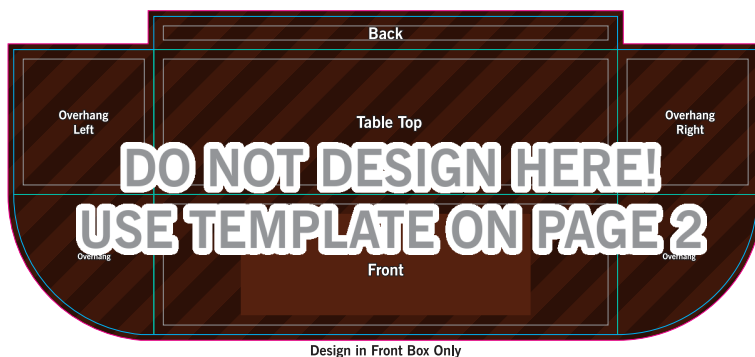 Back
Overhang
Left
Table Top
Overhang
Right
DO NOT DESIGN HERE!
USE TEMPLATE ON PAGE 2
Overhang
Overhang
Front
Design in Front Box Only